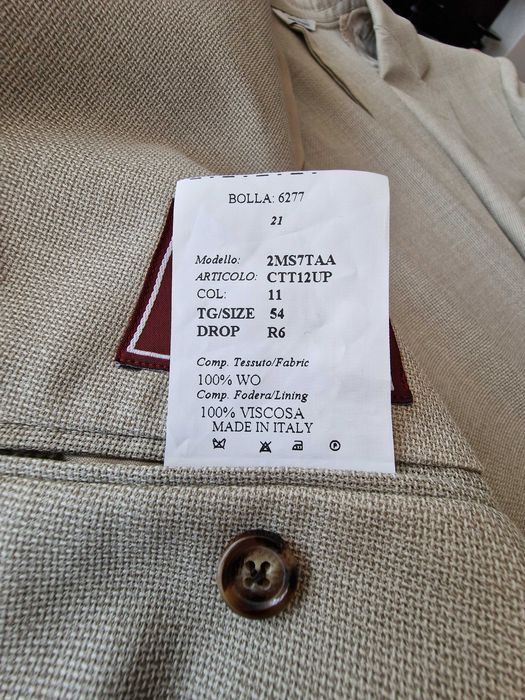 BOLLA: 6277
21
Modello: 2MS7TAA
ARTICOLO: CTT12UP
COL: 11
TG/SIZE 54
DROP R6
Comp. Tessuto/Fabric
100% WO
Comp. Fodera/Lining
100% VISCOSA
MADE IN ITALY